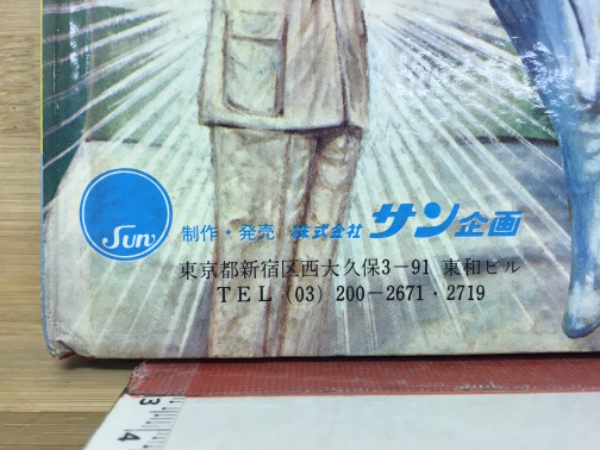 Sun
制作・発売 株式会社 サン企画
東京都新宿区西大久保3-91 東和ビル
TEL (03) 200-2671・2719
3
4